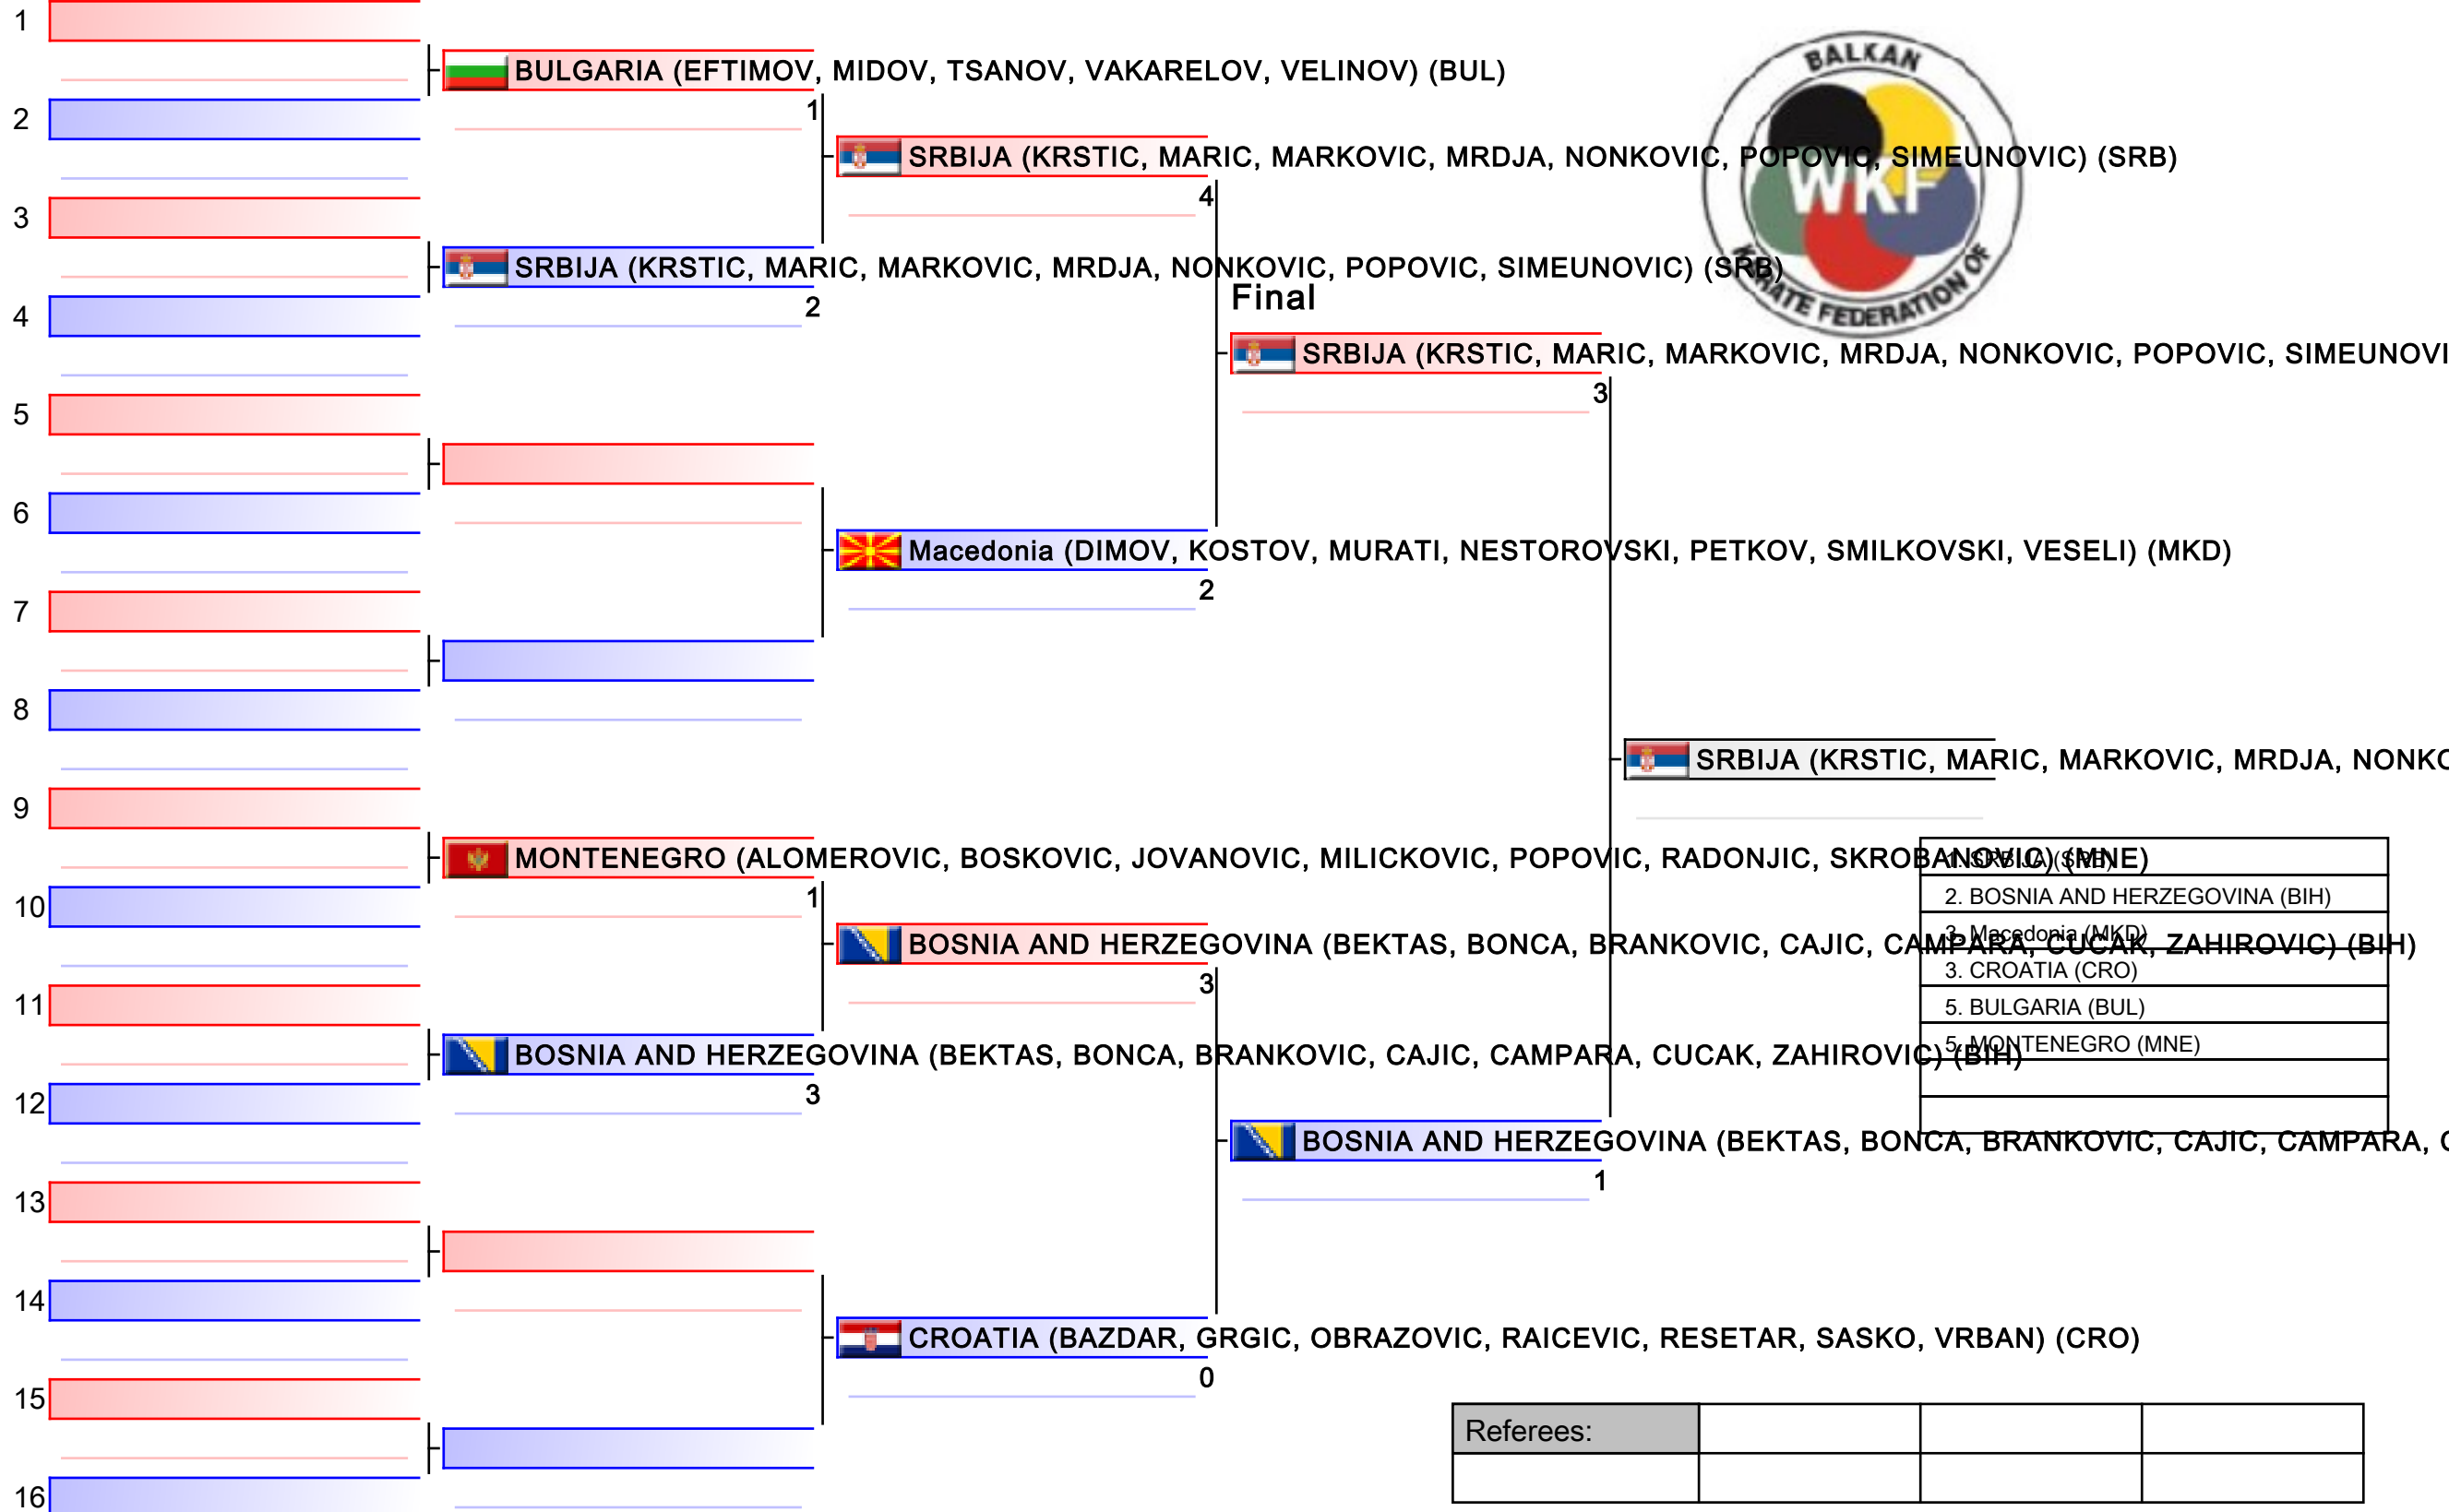 1
BULGARIA (EFTIMOV, MIDOV, TSANOV, VAKARELOV, VELINOV) (BUL)
1
2
BALKAN
WKF
KARATE FEDERATION OF
SRBIJA (KRSTIC, MARIC, MARKOVIC, MRDJA, NONKOVIC, POPOVIC, SIMEUNOVIC) (SRB)
4
3
SRBIJA (KRSTIC, MARIC, MARKOVIC, MRDJA, NONKOVIC, POPOVIC, SIMEUNOVIC) (SRB)
2
4
Final
SRBIJA (KRSTIC, MARIC, MARKOVIC, MRDJA, NONKOVIC, POPOVIC, SIMEUNOVI
3
5
6
Macedonia (DIMOV, KOSTOV, MURATI, NESTOROVSKI, PETKOV, SMILKOVSKI, VESELI) (MKD)
2
7
8
SRBIJA (KRSTIC, MARIC, MARKOVIC, MRDJA, NONKO
9
MONTENEGRO (ALOMEROVIC, BOSKOVIC, JOVANOVIC, MILICKOVIC, POPOVIC, RADONJIC, SKROBANOVIC) (MNE)
1
1. SRBIJA (SRB)
2. BOSNIA AND HERZEGOVINA (BIH)
3. Macedonia (MKD)
3. CROATIA (CRO)
5. BULGARIA (BUL)
5. MONTENEGRO (MNE)
10
BOSNIA AND HERZEGOVINA (BEKTAS, BONCA, BRANKOVIC, CAJIC, CAMPARA, CUCAK, ZAHIROVIC) (BIH)
3
11
BOSNIA AND HERZEGOVINA (BEKTAS, BONCA, BRANKOVIC, CAJIC, CAMPARA, CUCAK, ZAHIROVIC) (BIH)
3
12
BOSNIA AND HERZEGOVINA (BEKTAS, BONCA, BRANKOVIC, CAJIC, CAMPARA,
1
13
14
CROATIA (BAZDAR, GRGIC, OBRAZOVIC, RAICEVIC, RESETAR, SASKO, VRBAN) (CRO)
0
15
Referees:
16